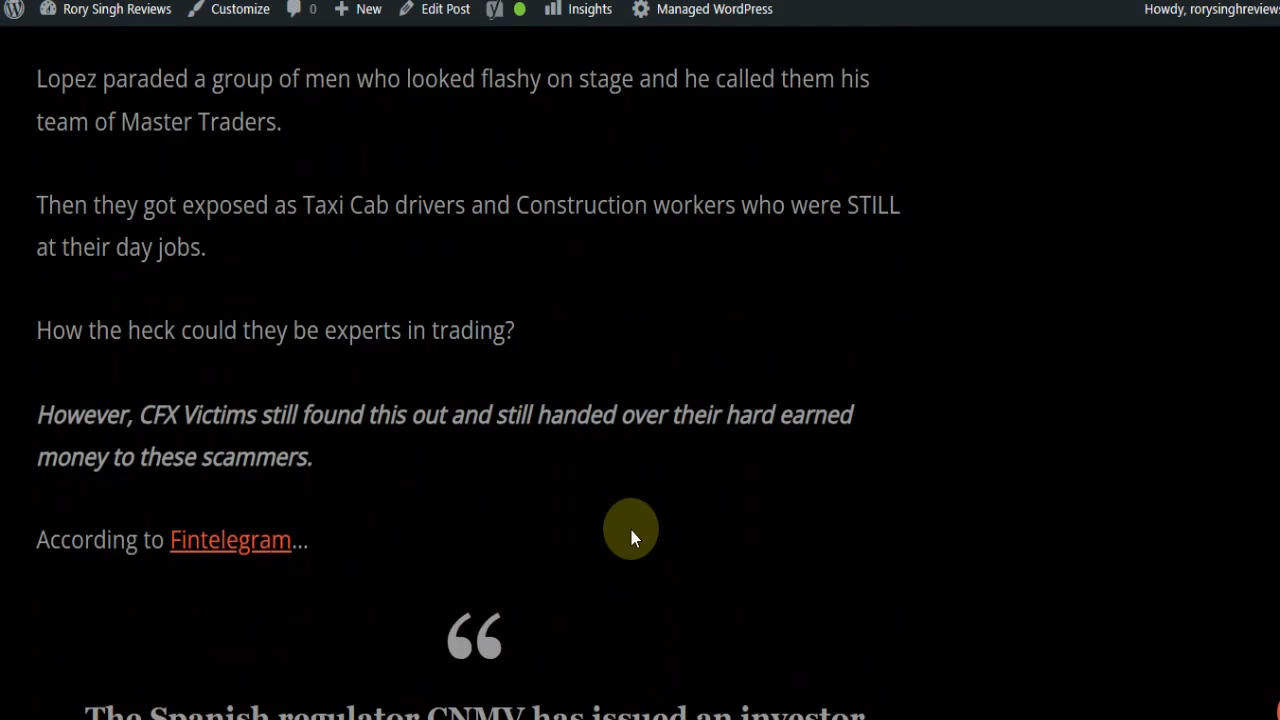 Rory Singh Reviews Customize 0 New Edit Post Insights Managed WordPress Howdy, rorysinghreviews
Lopez paraded a group of men who looked flashy on stage and he called them his
team of Master Traders.
Then they got exposed as Taxi Cab drivers and Construction workers who were STILL
at their day jobs.
How the heck could they be experts in trading?
However, CFX Victims still found this out and still handed over their hard earned
money to these scammers.
According to Fintelegram...
“
The Spanish regulator CNMV has issued an investor